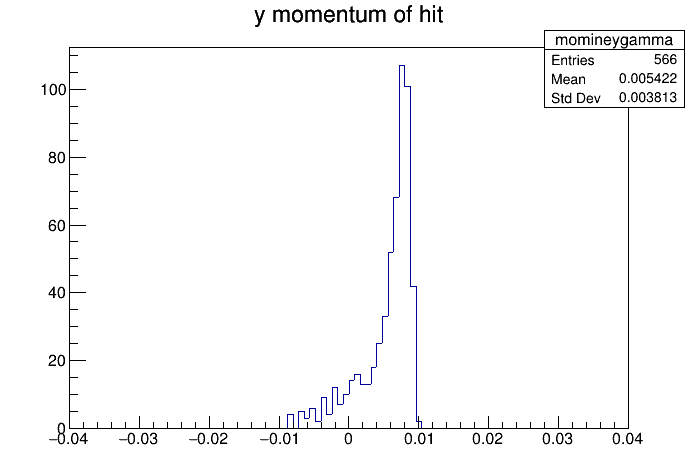 y momentum of hit
momineygamma
Entries 566
Mean 0.005422
Std Dev 0.003813
100
80
60
40
20
0
−0.04 −0.03 −0.02 −0.01 0 0.01 0.02 0.03 0.04